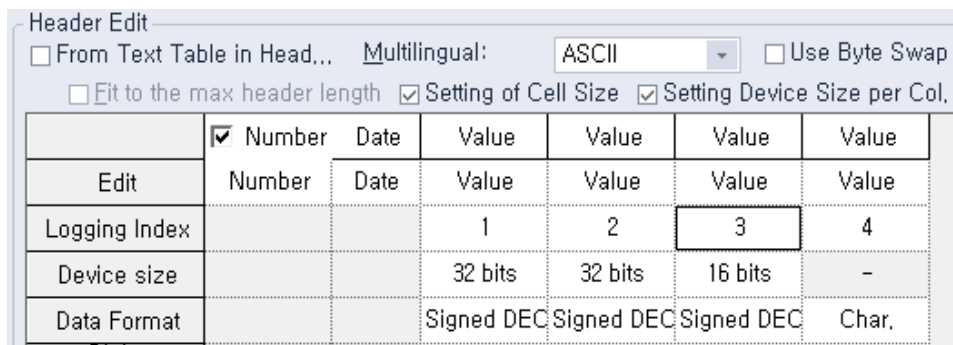 Header Edit
From Text Table in Head... Multilingual: ASCII Use Byte Swap
Fit to the max header length Setting of Cell Size Setting Device Size per Col.
Number Date Value Value Value Value
Edit Number Date Value Value Value Value
Logging Index 1 2 3 4
Device size 32 bits 32 bits 16 bits -
Data Format Signed DEC Signed DEC Signed DEC Char.